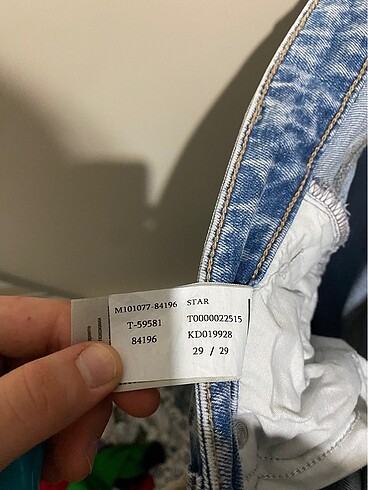 M101077-84196 STAR
T-59581 T0000022515
84196 KD019928
29 / 29